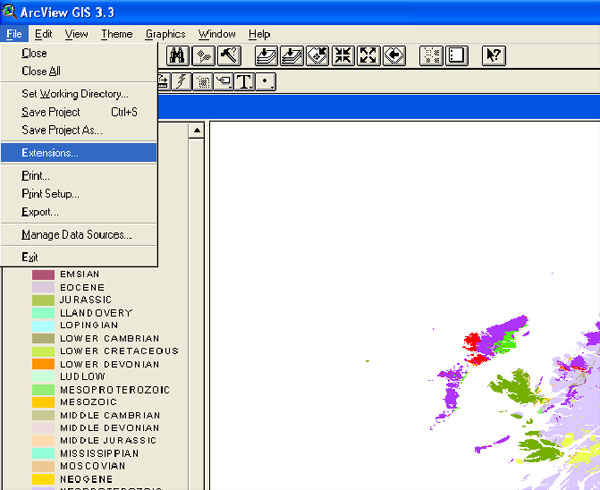 ArcView GIS 3.3
File Edit View Theme Graphics Window Help
Close
Close All
Set Working Directory...
Save Project Ctrl+S
Save Project As...
Extensions...
Print...
Print Setup...
Export...
Manage Data Sources...
Exit
EMSIAN
EOCENE
JURASSIC
LLANDOVERY
LOPINGIAN
LOWER CAMBRIAN
LOWER CRETACEOUS
LOWER DEVONIAN
LUDLOW
MESOPROTEROZOIC
MESOZOIC
MIDDLE CAMBRIAN
MIDDLE DEVONIAN
MIDDLE JURASSIC
MISSISSIPPIAN
MOSCOVIAN
NEOGENE
NEOPROTEROZOIC